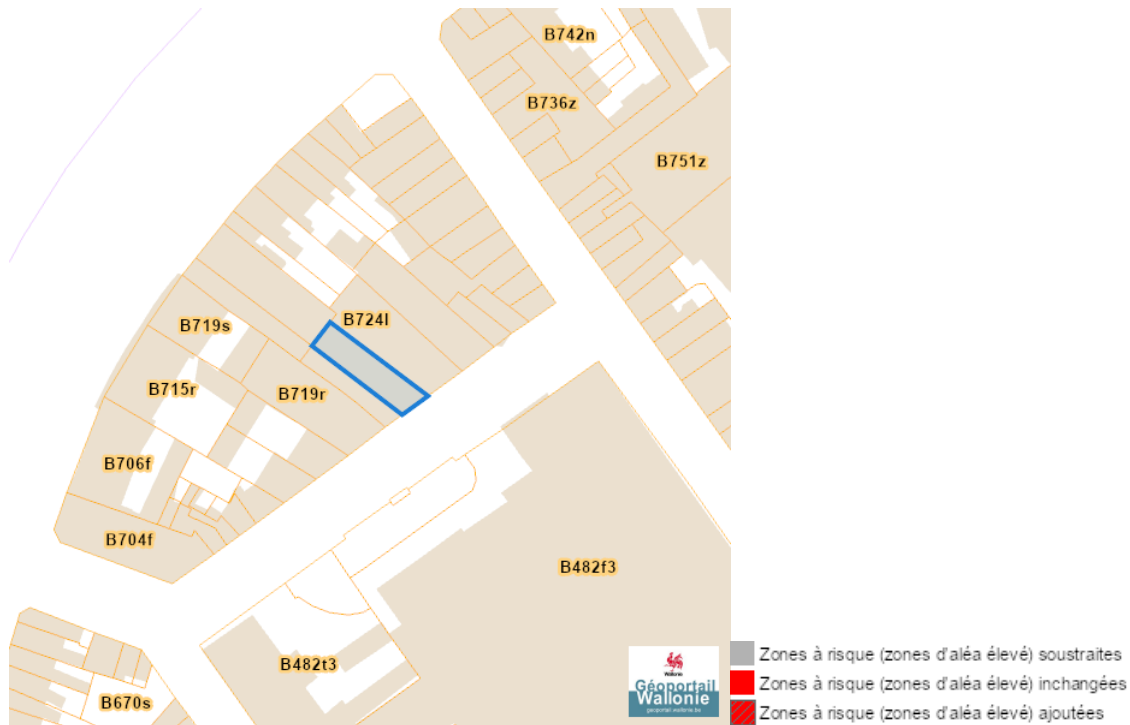 B742n
B736z
B751z
B724l
B719s
B715r
B719r
B706f
B704f
B482f3
B482t3
B670s
Wallonie
Géoportail
Wallonie
geoportail.wallonie.be
Zones à risque (zones d'aléa élevé) soustraites
Zones à risque (zones d'aléa élevé) inchangées
Zones à risque (zones d'aléa élevé) ajoutées